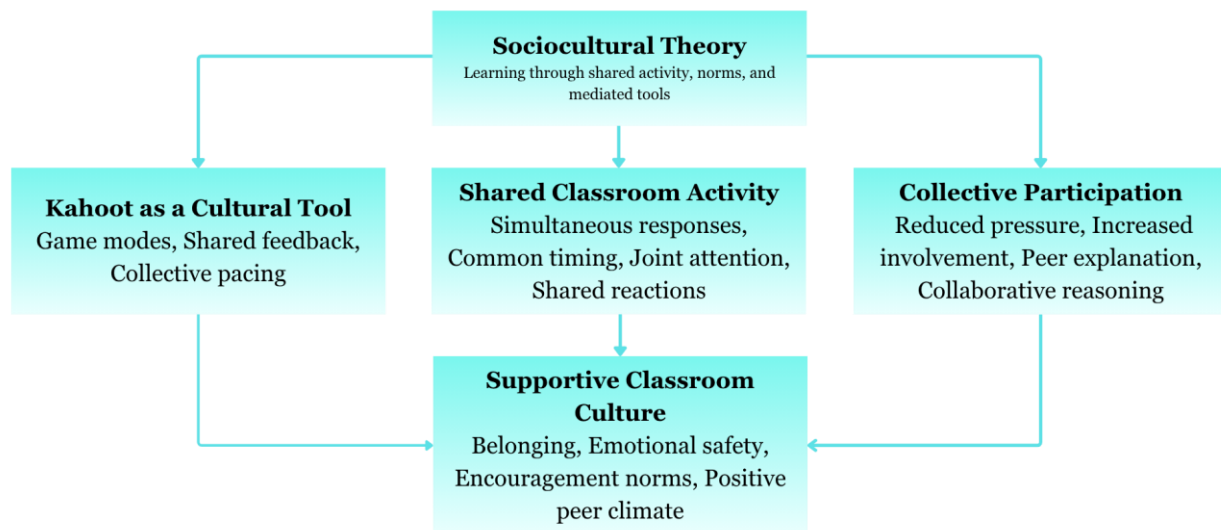 Sociocultural Theory
Learning through shared activity, norms, and
mediated tools
Kahoot as a Cultural Tool
Game modes, Shared feedback,
Collective pacing
Shared Classroom Activity
Simultaneous responses,
Common timing, Joint attention,
Shared reactions
Collective Participation
Reduced pressure, Increased
involvement, Peer explanation,
Collaborative reasoning
Supportive Classroom
Culture
Belonging, Emotional safety,
Encouragement norms, Positive
peer climate